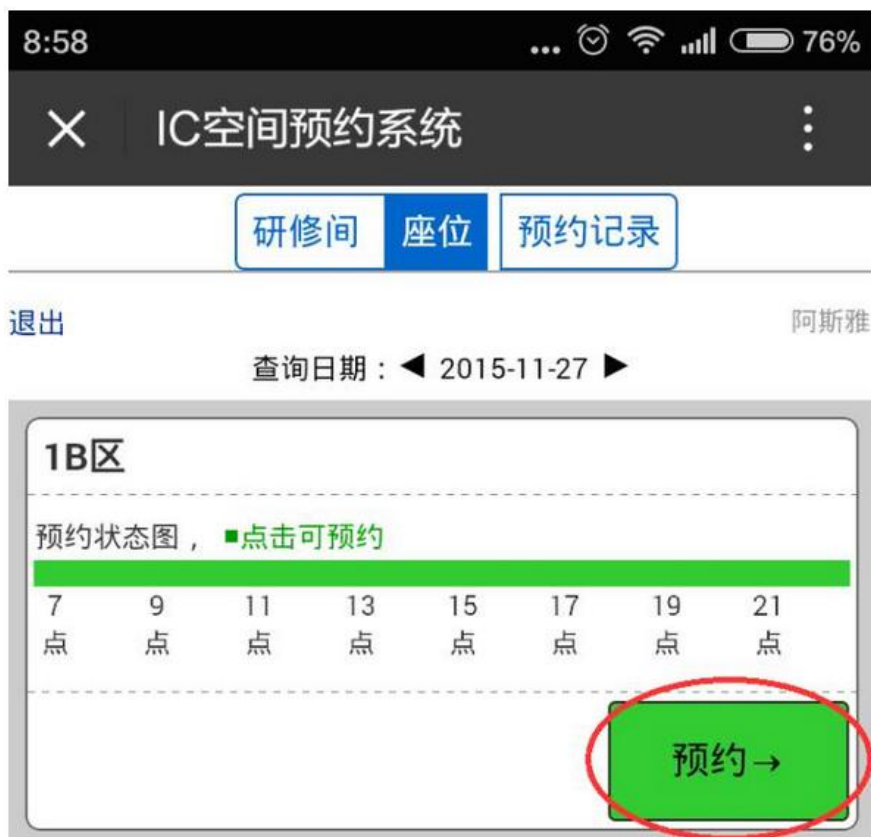 8:58 ... 76%
IC空间预约系统
研修间 座位 预约记录
退出 阿斯雅
查询日期：◀ 2015-11-27 ▶
1B区
预约状态图， ■点击可预约
7 9 11 13 15 17 19 21
点 点 点 点 点 点 点 点
预约→